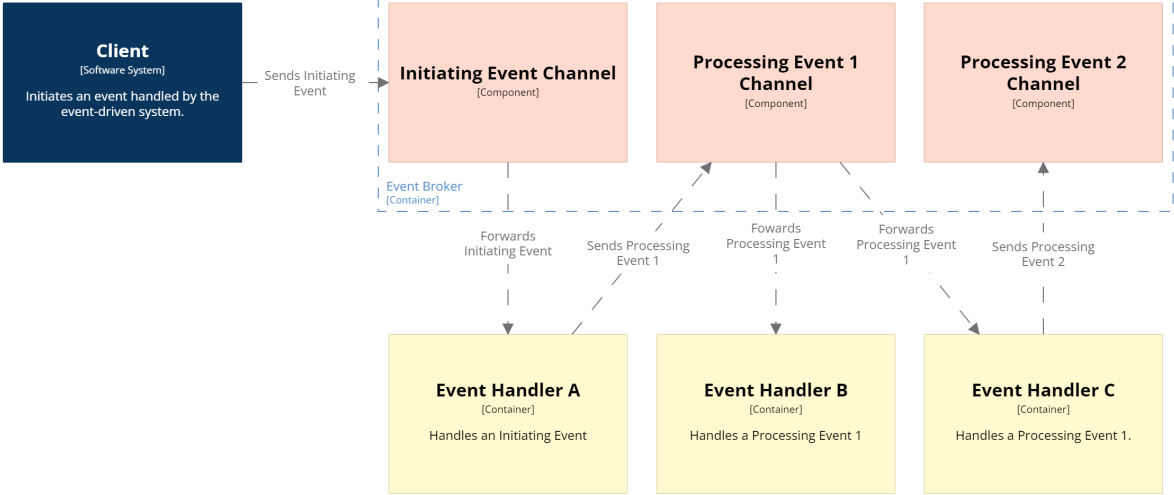 Client
[Software System]
Initiates an event handled by the
event-driven system.
Sends Initiating
Event
Initiating Event Channel
[Component]
Processing Event 1
Channel
[Component]
Processing Event 2
Channel
[Component]
Event Broker
[Container]
Forwards
Initiating Event
Sends Processing
Event 1
Fowards
Processing Event
1
Forwards
Processing Event
1
Sends Processing
Event 2
Event Handler A
[Container]
Handles an Initiating Event
Event Handler B
[Container]
Handles a Processing Event 1
Event Handler C
[Container]
Handles a Processing Event 1.